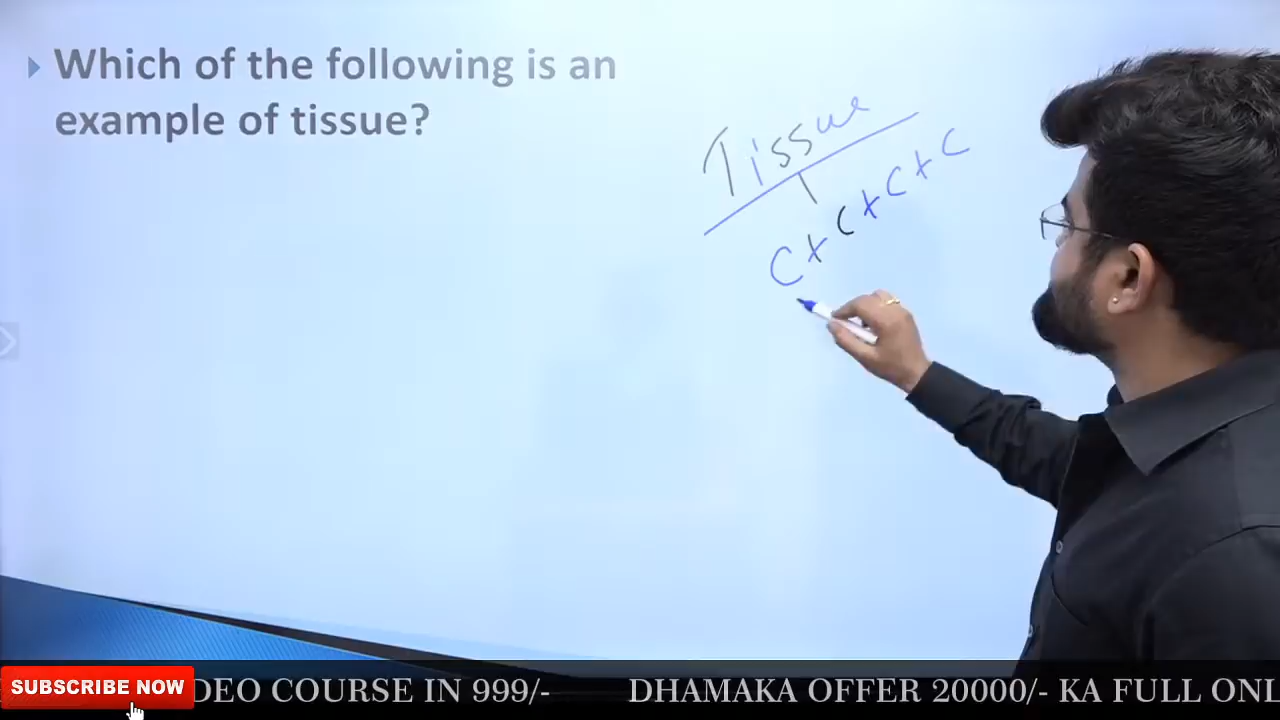 Which of the following is an
example of tissue?
Tissue
C+C+C+C
SUBSCRIBE NOW
DEO COURSE IN 999/- DHAMAKA OFFER 20000/- KA FULL ONL